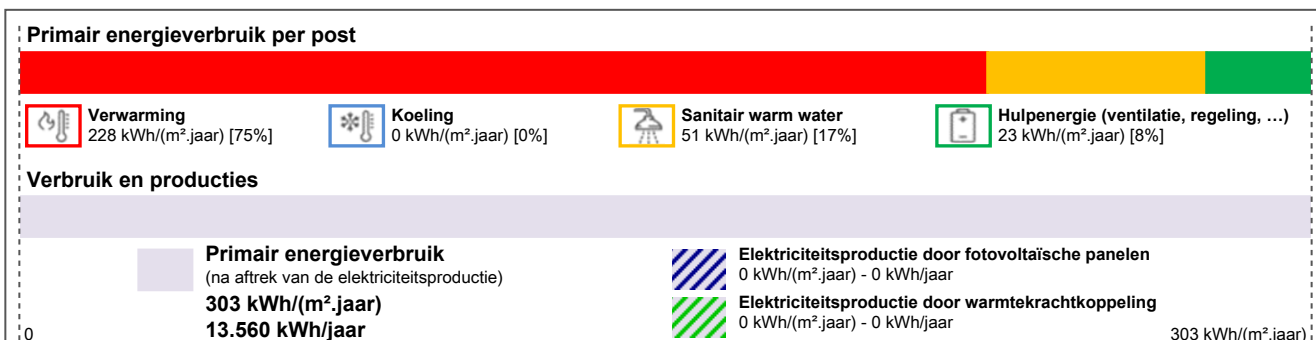 Primair energieverbruik per post
Verwarming
228 kWh/(m².jaar) [75%]
Koeling
0 kWh/(m².jaar) [0%]
Sanitair warm water
51 kWh/(m².jaar) [17%]
Hulpenergie (ventilatie, regeling, …)
23 kWh/(m².jaar) [8%]
Verbruik en producties
Primair energieverbruik
(na aftrek van de elektriciteitsproductie)
303 kWh/(m².jaar)
13.560 kWh/jaar
Elektriciteitsproductie door fotovoltaïsche panelen
0 kWh/(m².jaar) - 0 kWh/jaar
Elektriciteitsproductie door warmtekrachtkoppeling
0 kWh/(m².jaar) - 0 kWh/jaar
0
303 kWh/(m².jaar)